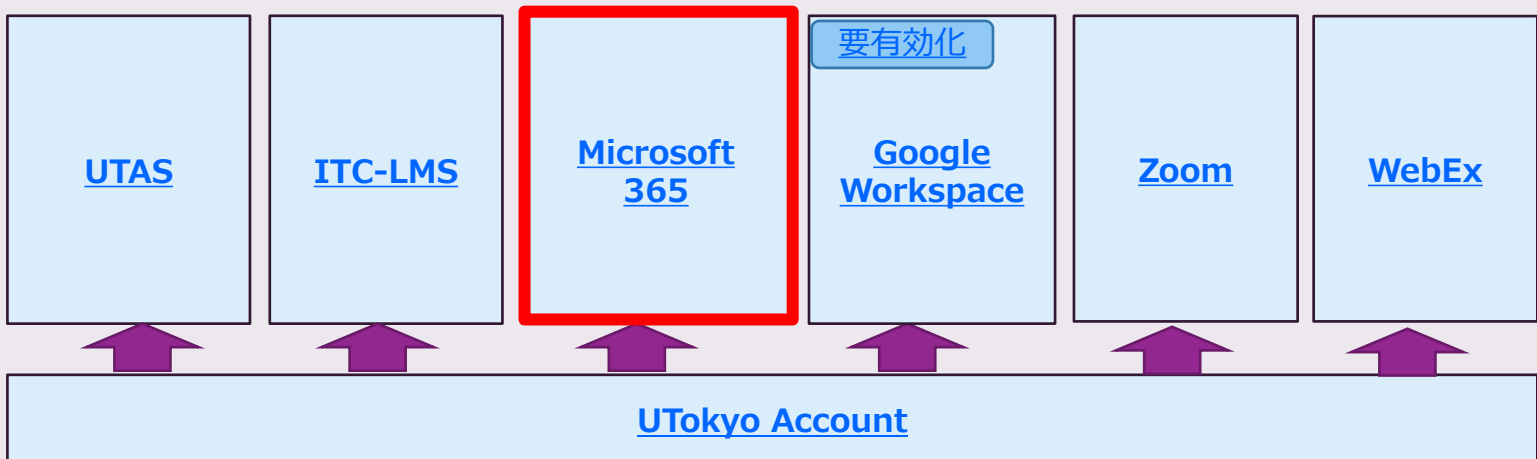 要有効化
UTAS
ITC-LMS
Microsoft
365
Google
Workspace
Zoom
WebEx
UTokyo Account